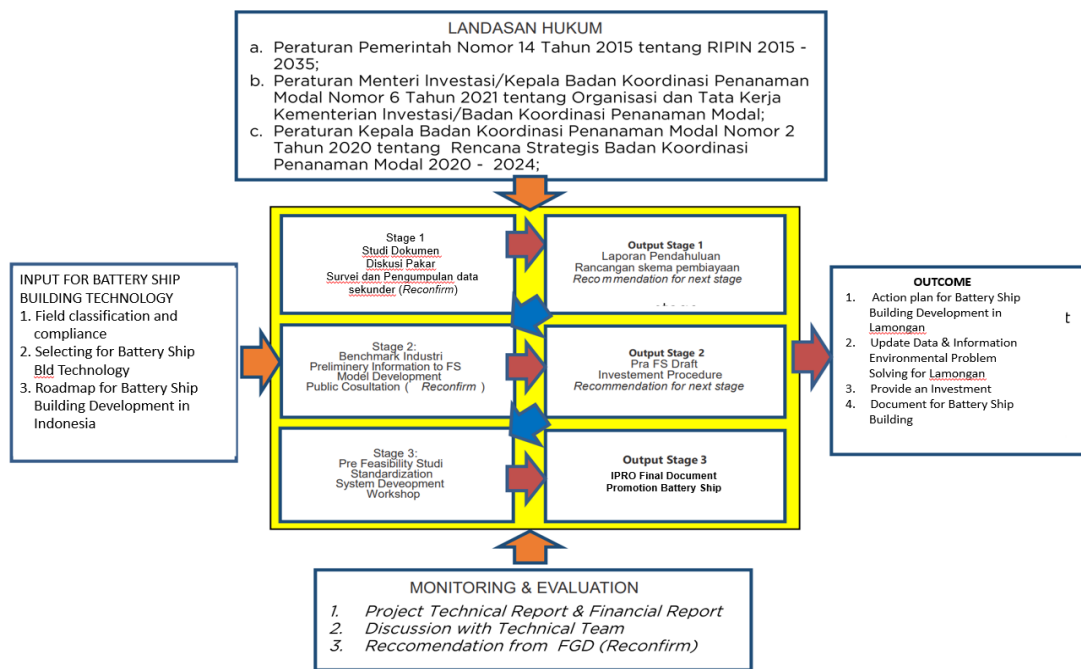 LANDASAN HUKUM
a. Peraturan Pemerintah Nomor 14 Tahun 2015 tentang RIPIN 2015 -
2035;
b. Peraturan Menteri Investasi/Kepala Badan Koordinasi Penanaman
Modal Nomor 6 Tahun 2021 tentang Organisasi dan Tata Kerja
Kementerian Investasi/Badan Koordinasi Penanaman Modal;
c. Peraturan Kepala Badan Koordinasi Penanaman Modal Nomor 2
Tahun 2020 tentang Rencana Strategis Badan Koordinasi
Penanaman Modal 2020 - 2024;
INPUT FOR BATTERY SHIP
BUILDING TECHNOLOGY
1. Field classification and
compliance
2. Selecting for Battery Ship
Bld Technology
3. Roadmap for Battery Ship
Building Development in
Indonesia
Stage 1
Studi Dokumen
Diskusi Pakar
Survei dan Pengumpulan data
sekunder (Reconfirm)
Output Stage 1
Laporan Pendahuluan
Rancangan skema pembiayaan
Recommendation for next stage
Stage 2:
Benchmark Industri
Preliminery Information to FS
Model Development
Public Cosultation ( Reconfirm )
Output Stage 2
Pra FS Draft
Investement Procedure
Recommendation for next stage
Stage 3:
Pre Feasibility Studi
Standardization
System Deveopment
Workshop
Output Stage 3
IPRO Final Document
Promotion Battery Ship
OUTCOME
1. Action plan for Battery Ship
Building Development in
Lamongan
2. Update Data & Information
Environmental Problem
Solving for Lamongan
3. Provide an Investment
4. Document for Battery Ship
Building
t
MONITORING & EVALUATION
1. Project Technical Report & Financial Report
2. Discussion with Technical Team
3. Reccomendation from FGD (Reconfirm)